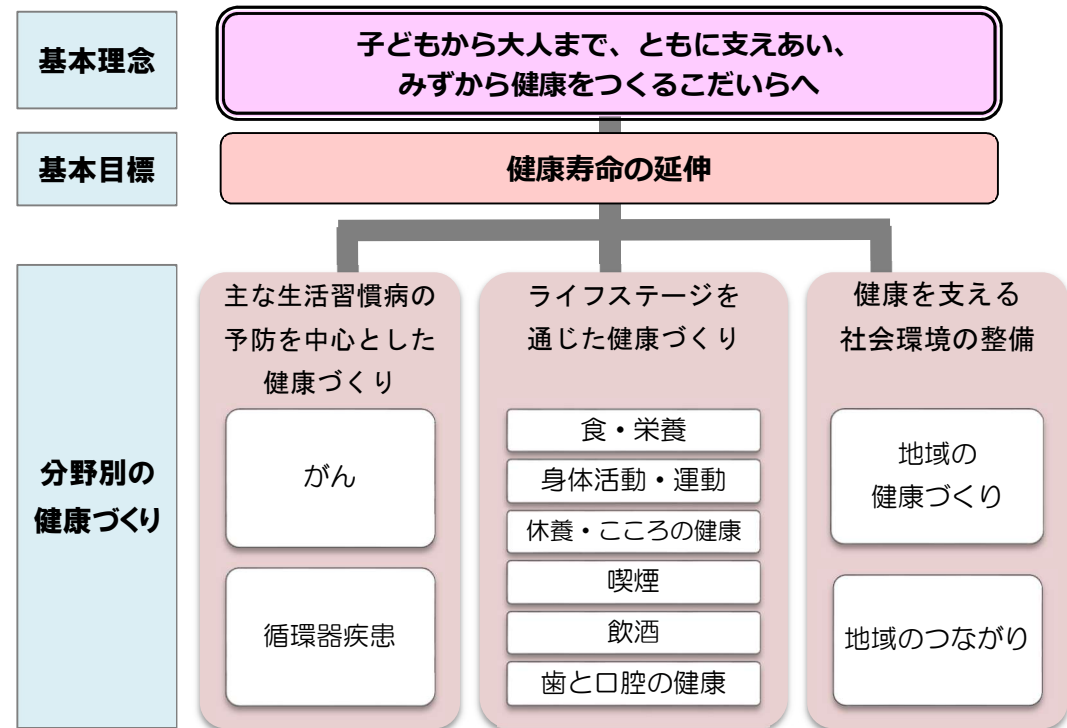 基本理念
子どもから大人まで、ともに支えあい、
みずから健康をつくるこだいらへ
基本目標
健康寿命の延伸
分野別の
健康づくり
主な生活習慣病の
予防を中心とした
健康づくり
がん
循環器疾患
ライフステージを
通じた健康づくり
食・栄養
身体活動・運動
休養・こころの健康
喫煙
飲酒
歯と口腔の健康
健康を支える
社会環境の整備
地域の
健康づくり
地域のつながり